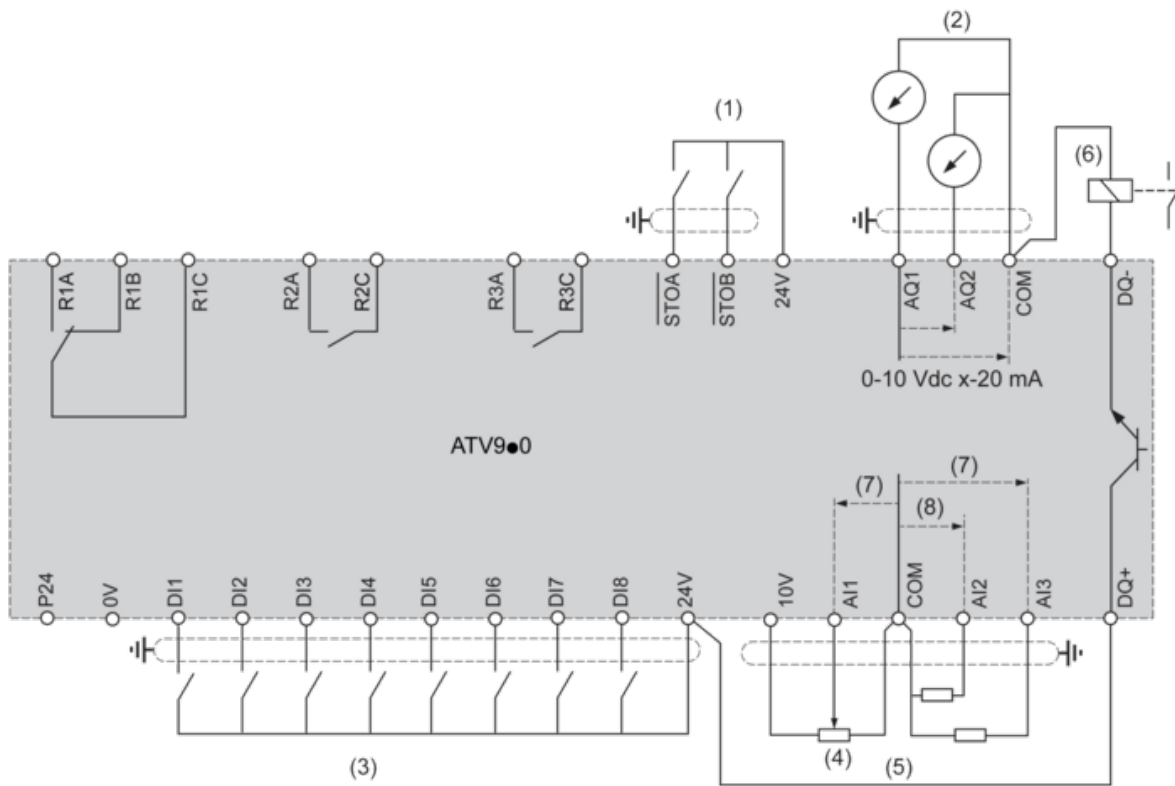 (2)
(1)
(6)
R1A
R1B
R1C
R2A
R2C
R3A
R3C
STOA
STOB
24V
AQ1
AQ2
COM
DQ-
0-10 Vdc x-20 mA
ATV9●0
(7)
(7)
(8)
P24
0V
DI1
DI2
DI3
DI4
DI5
DI6
DI7
DI8
24V
10V
AI1
COM
AI2
AI3
DQ+
(3)
(4)
(5)